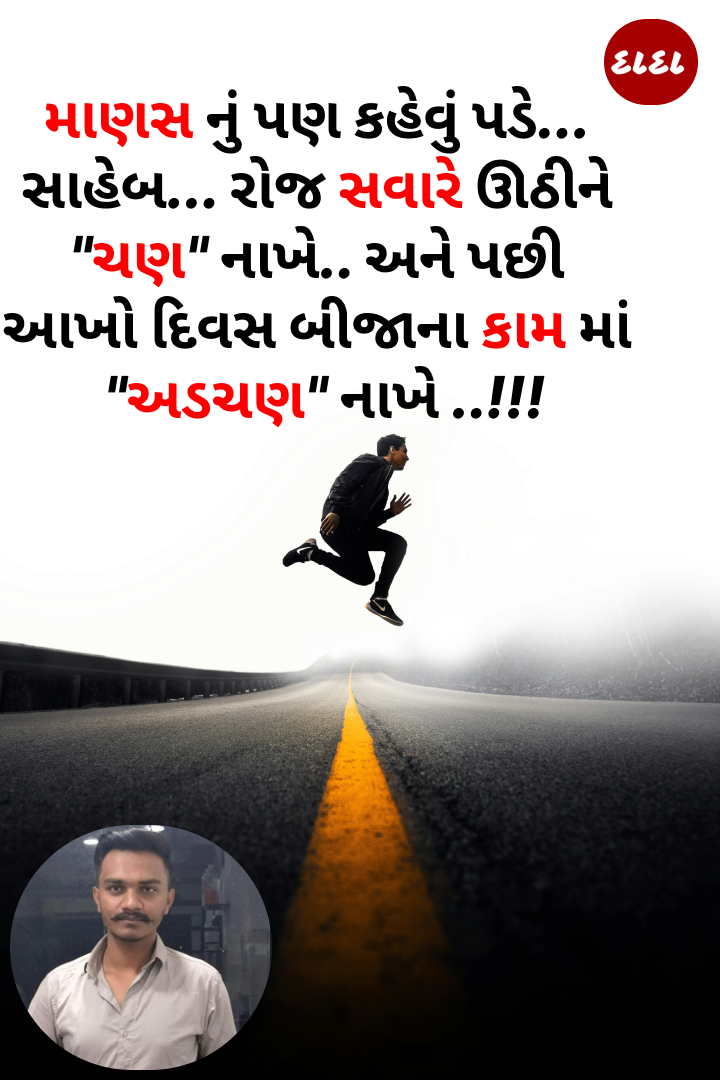 દાદા
માણસ નું પણ કહેવું પડે...
સાહેબ... રોજ સવારે ઊઠીને
"ચણ" નાખે.. અને પછી
આખો દિવસ બીજાના કામ માં
"અડચણ" નાખે ..!!!